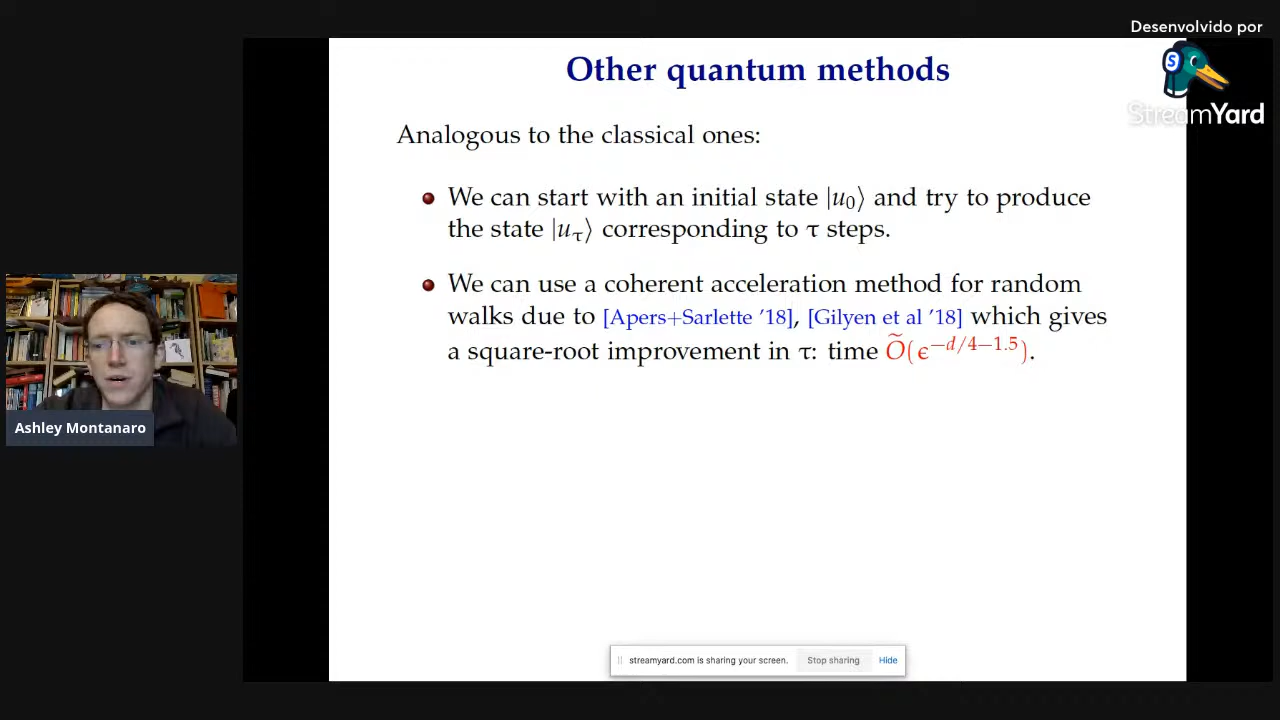 Desenvolvido por
StreamYard
Other quantum methods
Analogous to the classical ones:
We can start with an initial state |u₀⟩ and try to produce
the state |u_τ⟩ corresponding to τ steps.
We can use a coherent acceleration method for random
walks due to [Apers+Sarlette '18], [Gilyen et al '18] which gives
a square-root improvement in τ: time Õ(ϵ^{−d/4−1.5}).
Ashley Montanaro
streamyard.com is sharing your screen. Stop sharing Hide